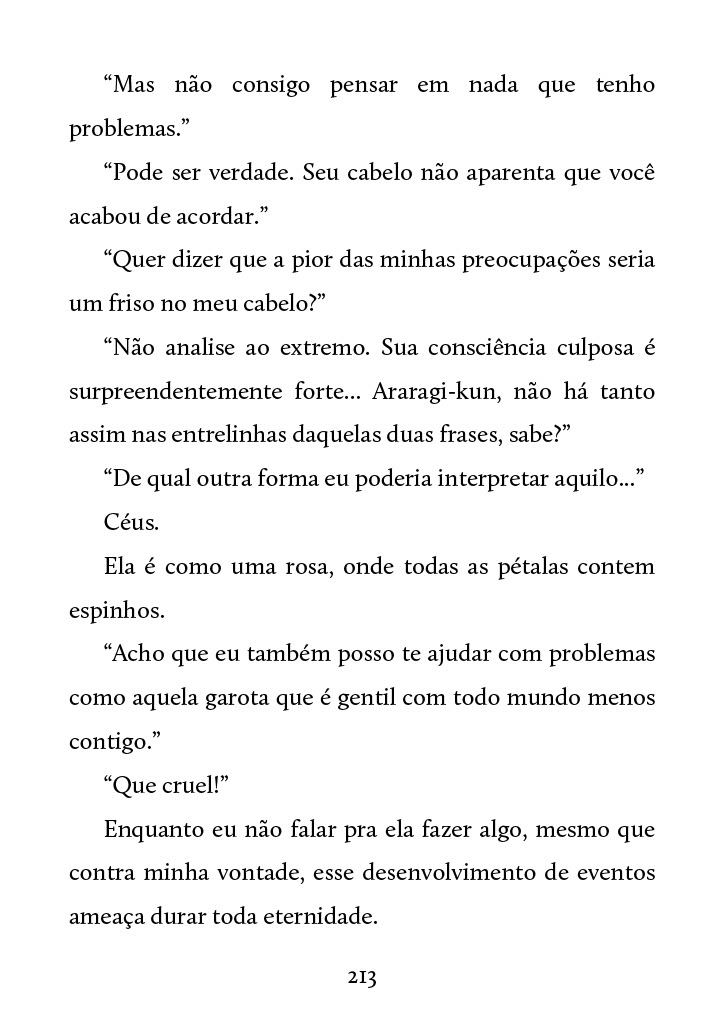 “Mas não consigo pensar em nada que tenho
problemas.”
“Pode ser verdade. Seu cabelo não aparenta que você
acabou de acordar.”
“Quer dizer que a pior das minhas preocupações seria
um friso no meu cabelo?”
“Não analise ao extremo. Sua consciência culposa é
surpreendentemente forte... Araragi-kun, não há tanto
assim nas entrelinhas daquelas duas frases, sabe?”
“De qual outra forma eu poderia interpretar aquilo...”
Céus.
Ela é como uma rosa, onde todas as pétalas contem
espinhos.
“Acho que eu também posso te ajudar com problemas
como aquela garota que é gentil com todo mundo menos
contigo.”
“Que cruel!”
Enquanto eu não falar pra ela fazer algo, mesmo que
contra minha vontade, esse desenvolvimento de eventos
ameaça durar toda eternidade.
213